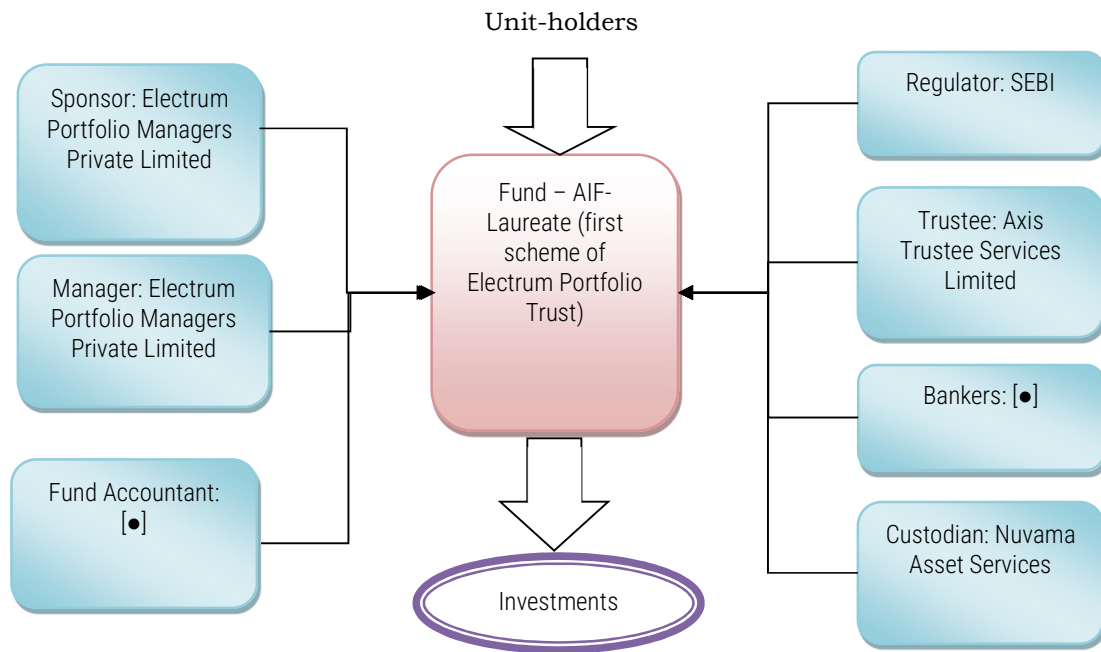 Unit-holders
Sponsor: Electrum
Portfolio Managers
Private Limited
Manager: Electrum
Portfolio Managers
Private Limited
Fund Accountant:
[●]
Fund – AIF-
Laureate (first
scheme of
Electrum Portfolio
Trust)
Investments
Regulator: SEBI
Trustee: Axis
Trustee Services
Limited
Bankers: [●]
Custodian: Nuvama
Asset Services